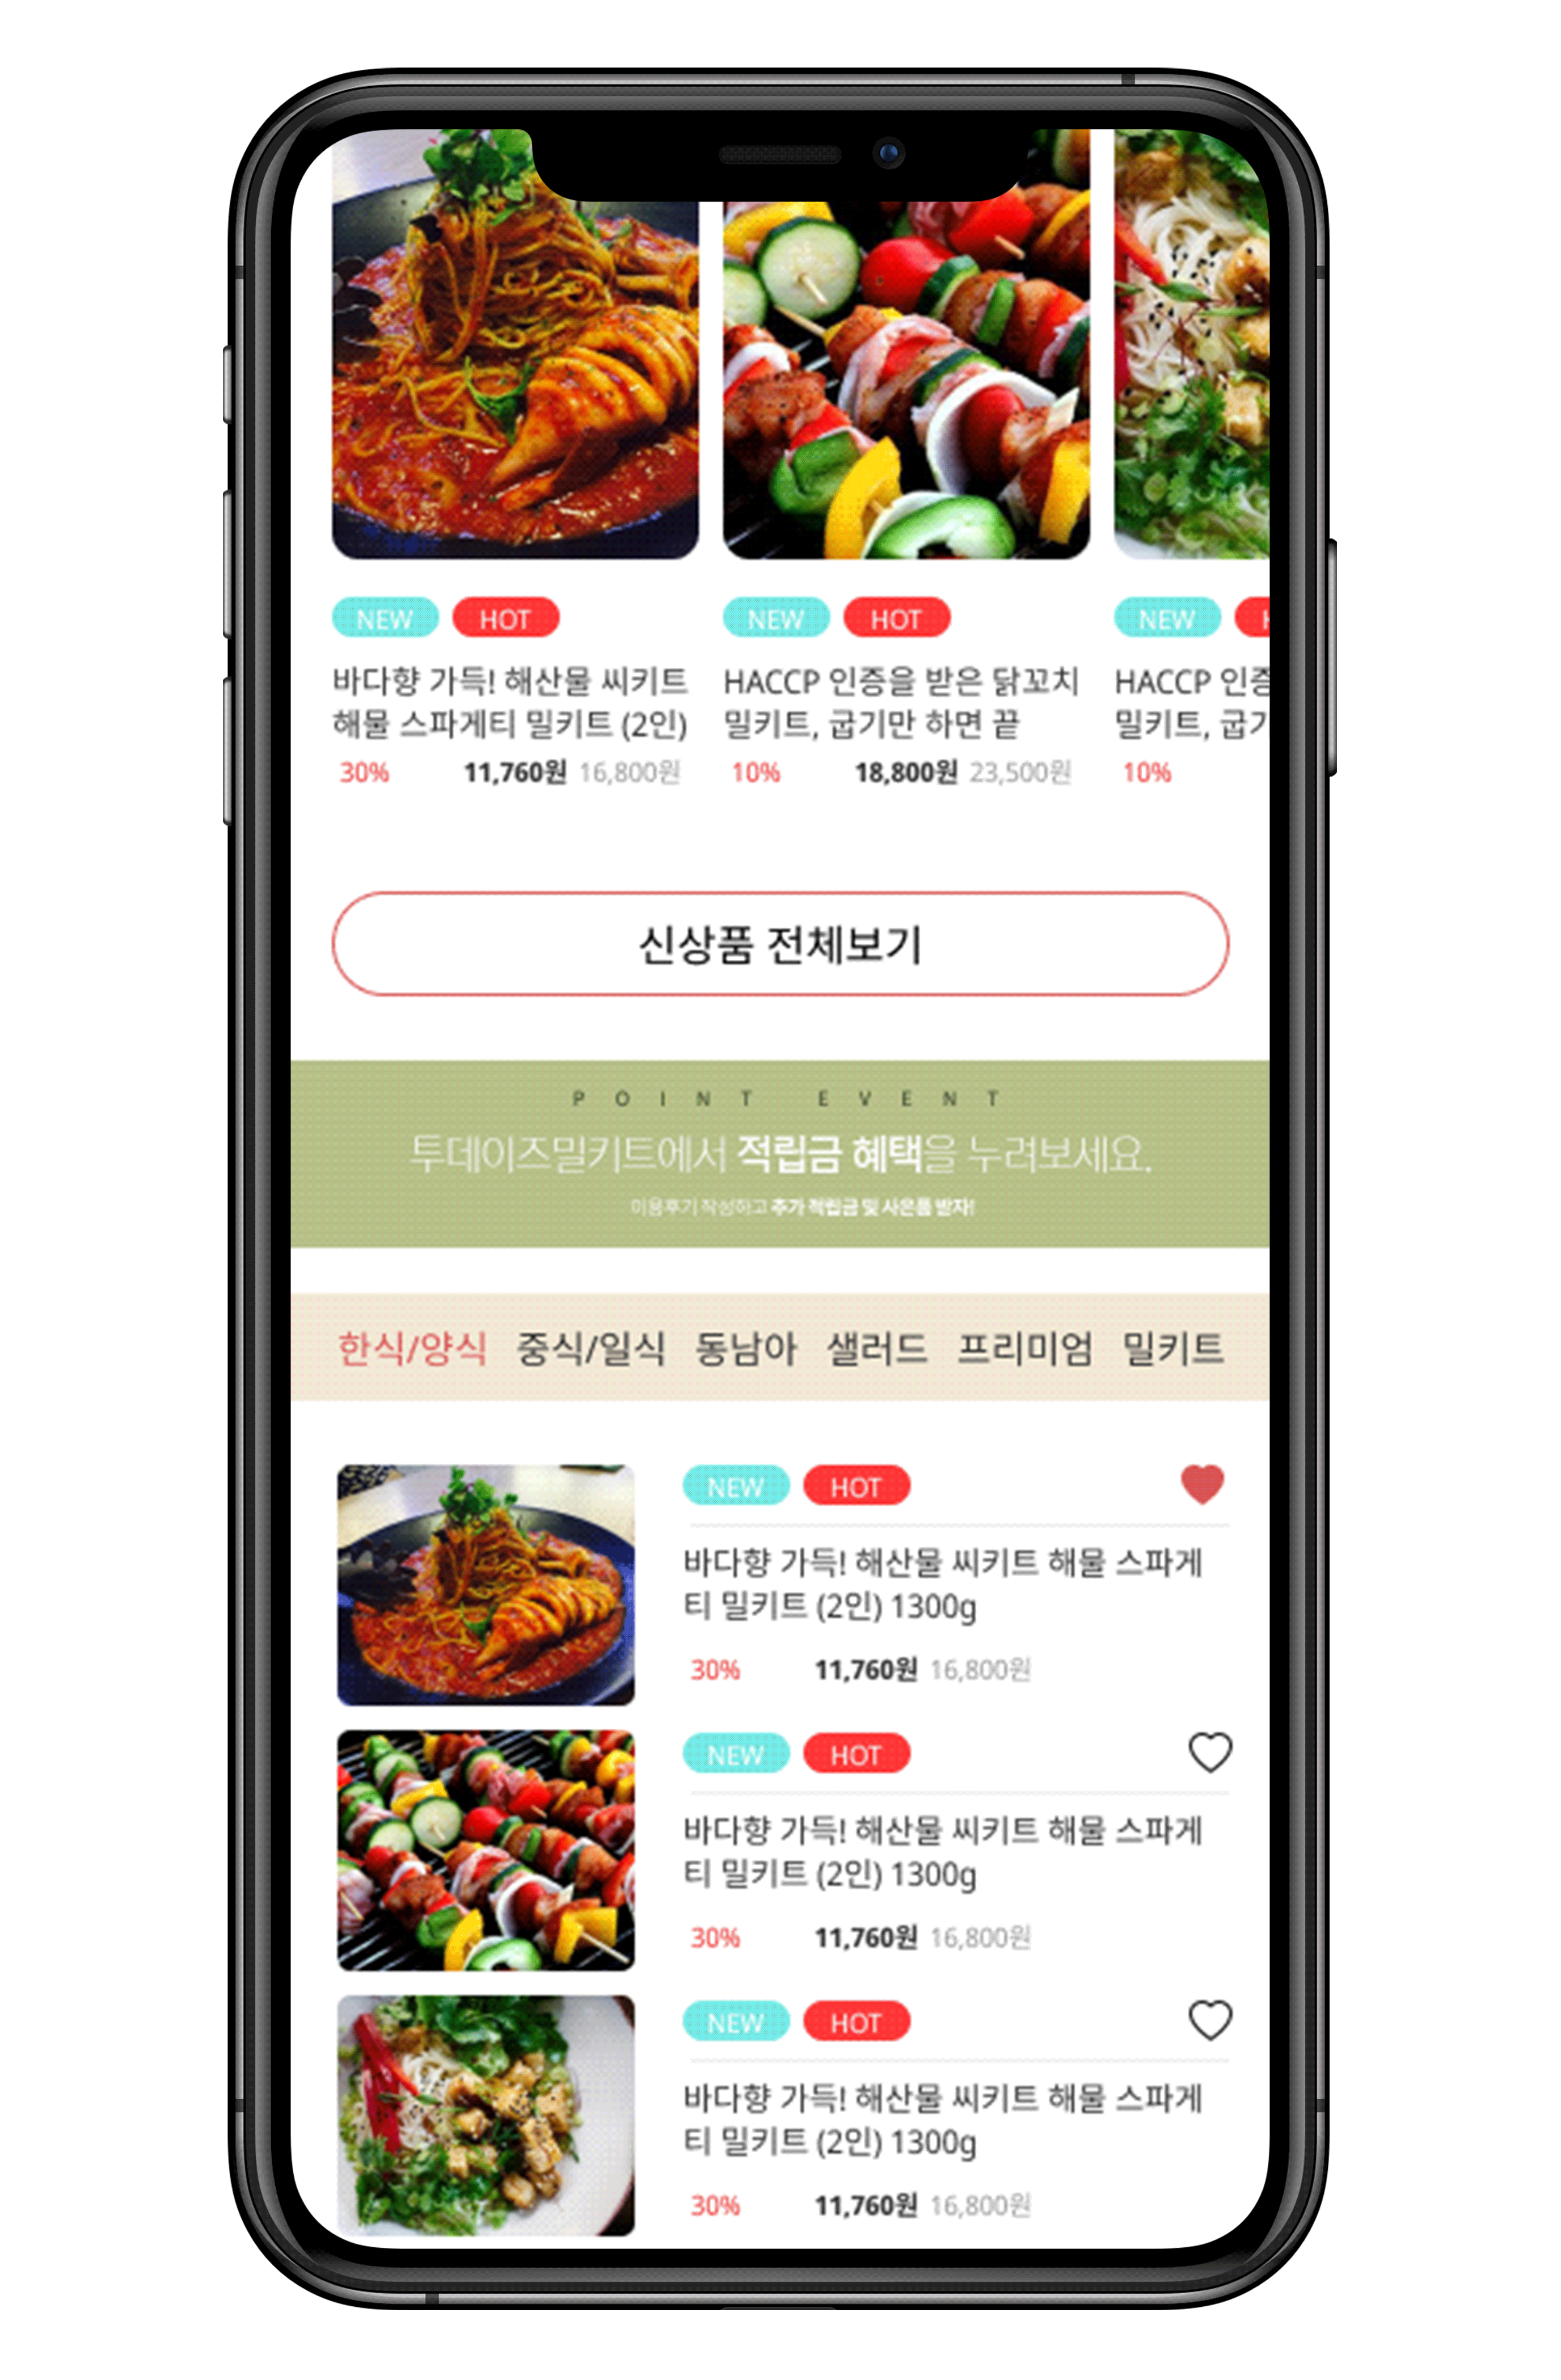 NEW HOT
바다향 가득! 해산물 씨키트
해물 스파게티 밀키트 (2인)
30% 11,760원 16,800원
NEW HOT
HACCP 인증을 받은 닭꼬치
밀키트, 굽기만 하면 끝
10% 18,800원 23,500원
NEW
HACCP 인증
밀키트, 굽기
10%
신상품 전체보기
POINT EVENT
투데이즈밀키트에서 적립금 혜택을 누려보세요.
이용후기 작성하고 추가 적립금 및 사은품 받자!
한식/양식 중식/일식 동남아 샐러드 프리미엄 밀키트
NEW HOT
바다향 가득! 해산물 씨키트 해물 스파게
티 밀키트 (2인) 1300g
30% 11,760원 16,800원
NEW HOT
바다향 가득! 해산물 씨키트 해물 스파게
티 밀키트 (2인) 1300g
30% 11,760원 16,800원
NEW HOT
바다향 가득! 해산물 씨키트 해물 스파게
티 밀키트 (2인) 1300g
30% 11,760원 16,800원